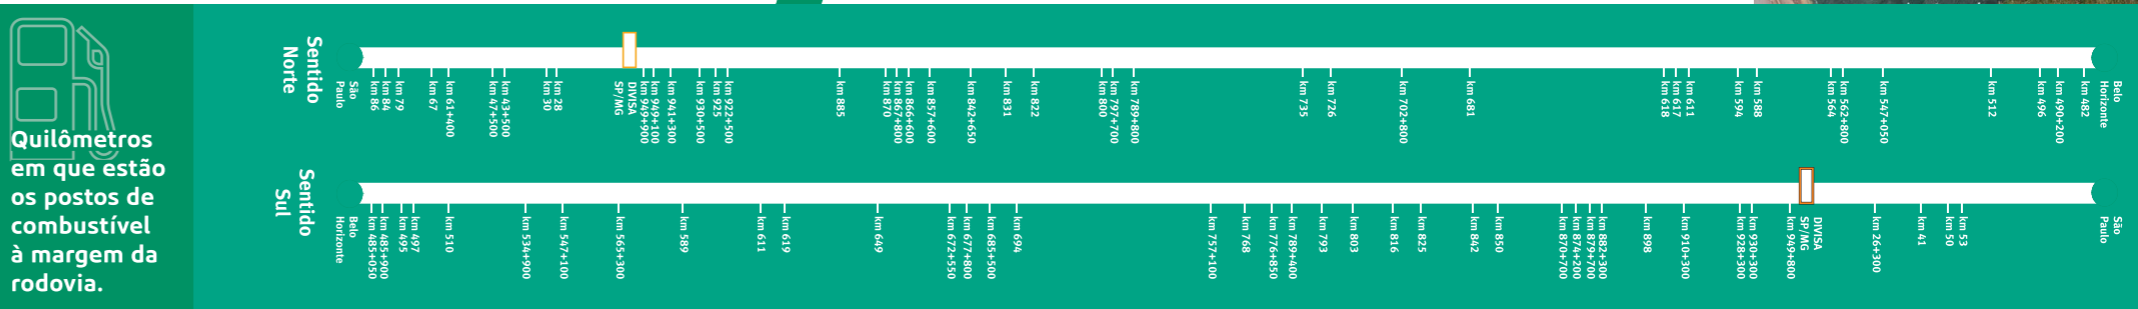 Quilômetros
em que estão
os postos de
combustível
à margem da
rodovia.
Sentido
Norte
São
Paulo
km 86
km 84
km 79
km 67
km 61+400
km 47+500
km 43+500
km 30
km 28
DIVISA
SP/MG
km 949+900
km 949+100
km 941+300
km 930+500
km 925
km 922+500
km 885
km 870
km 867+800
km 866+600
km 857+600
km 842+650
km 831
km 822
km 800
km 797+700
km 789+800
km 735
km 726
km 702+800
km 681
km 618
km 617
km 611
km 594
km 588
km 564
km 562+800
km 547+050
km 512
km 496
km 490+200
km 482
Belo
Horizonte
Sentido
Sul
Belo
Horizonte
km 485+050
km 485+900
km 495
km 497
km 510
km 534+900
km 547+100
km 565+300
km 589
km 611
km 619
km 649
km 672+550
km 677+800
km 685+500
km 694
km 757+100
km 768
km 776+850
km 789+400
km 793
km 803
km 816
km 825
km 842
km 850
km 870+700
km 874+200
km 879+700
km 882+300
km 898
km 910+300
km 928+300
km 930+300
km 949+800
DIVISA
SP/MG
km 26+300
km 41
km 50
km 53
São
Paulo